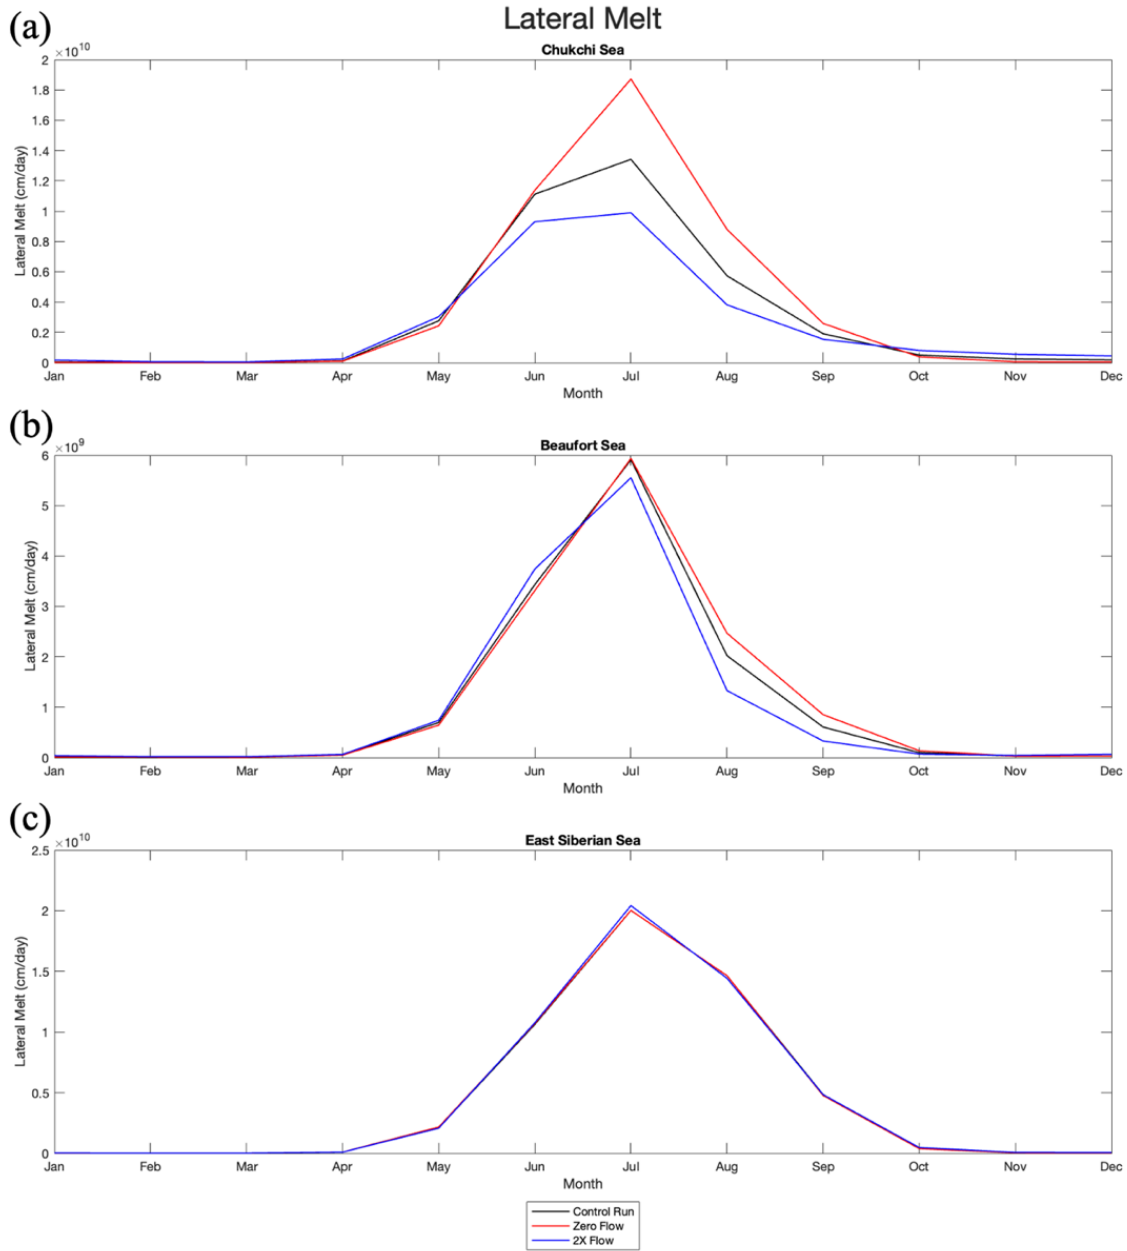 Lateral Melt
(a)
Chukchi Sea
×10^10
2
1.8
1.6
1.4
1.2
1
0.8
0.6
0.4
0.2
0
Lateral Melt (cm/day)
Jan Feb Mar Apr May Jun Jul Aug Sep Oct Nov Dec
Month
(b)
Beaufort Sea
×10^9
6
5
4
3
2
1
0
Lateral Melt (cm/day)
Jan Feb Mar Apr May Jun Jul Aug Sep Oct Nov Dec
Month
(c)
East Siberian Sea
×10^10
2.5
2
1.5
1
0.5
0
Lateral Melt (cm/day)
Jan Feb Mar Apr May Jun Jul Aug Sep Oct Nov Dec
Month
Control Run
Zero Flow
2X Flow